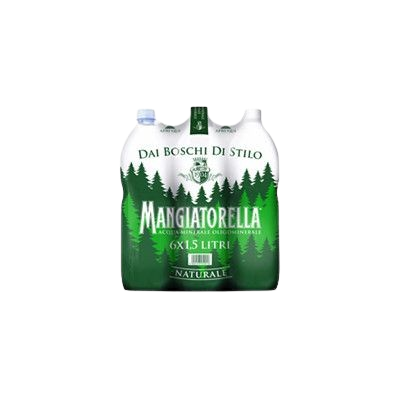 DAI BOSCHI DI STILO
MANGIATORELLA
ACQUA MINERALE OLIGOMINERALE
6X1,5 LITRI
NATURALE